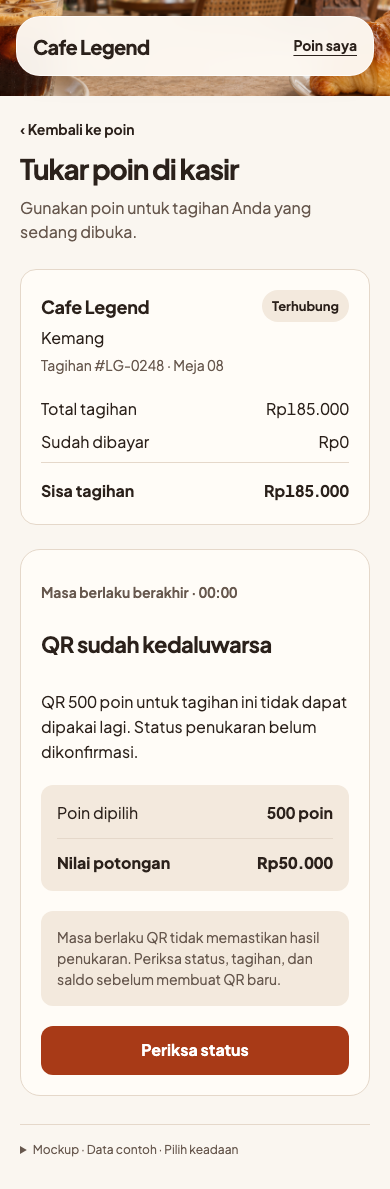 Cafe Legend
Poin saya
‹ Kembali ke poin
Tukar poin di kasir
Gunakan poin untuk tagihan Anda yang
sedang dibuka.
Cafe Legend
Terhubung
Kemang
Tagihan #LG-0248 · Meja 08
Total tagihan Rp185.000
Sudah dibayar Rp0
Sisa tagihan Rp185.000
Masa berlaku berakhir · 00:00
QR sudah kedaluwarsa
QR 500 poin untuk tagihan ini tidak dapat
dipakai lagi. Status penukaran belum
dikonfirmasi.
Poin dipilih 500 poin
Nilai potongan Rp50.000
Masa berlaku QR tidak memastikan hasil
penukaran. Periksa status, tagihan, dan
saldo sebelum membuat QR baru.
Periksa status
▶ Mockup · Data contoh · Pilih keadaan